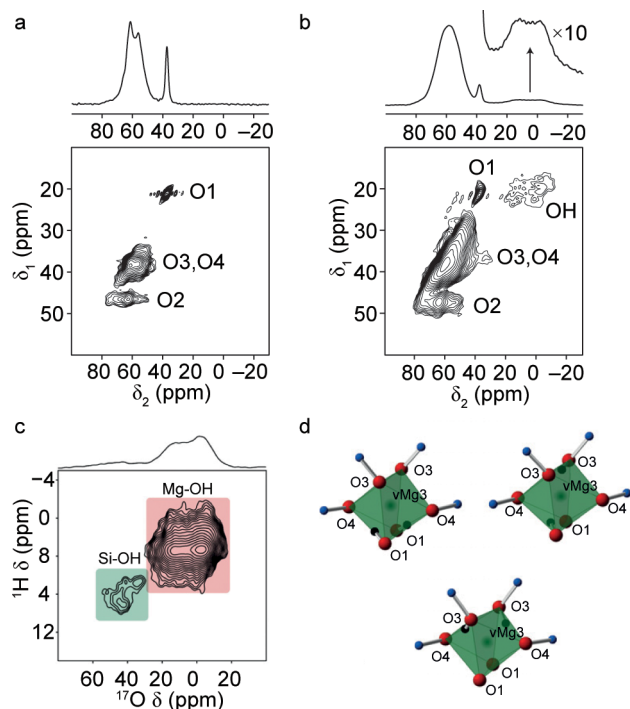 a
80 60 40 20 0 −20
10
20
30
40
50
δ1 (ppm)
O1
O3,O4
O2
80 60 40 20 0 −20
δ2 (ppm)
b
×10
80 60 40 20 0 −20
10
20
30
40
50
δ1 (ppm)
O1
OH
O3,O4
O2
80 60 40 20 0 −20
δ2 (ppm)
c
−4
0
8
4
12
1H δ (ppm)
Mg-OH
Si-OH
80 40 0
17O δ (ppm)
d
O3
O3
vMg3
O4
O4
O1
O1
O3
O3
vMg3
O4
O4
O1
O1
O3
O3
vMg3
O4
O4
O1
O1